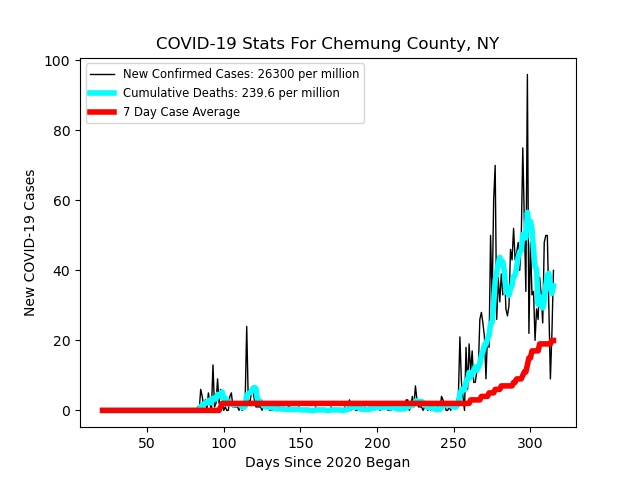 COVID-19 Stats For Chemung County, NY
New Confirmed Cases: 26300 per million
Cumulative Deaths: 239.6 per million
7 Day Case Average
New COVID-19 Cases
100
80
60
40
20
0
50 100 150 200 250 300
Days Since 2020 Began